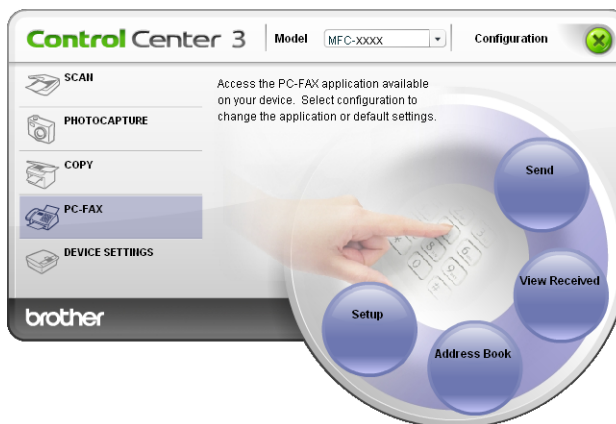 Control Center 3
Model
MFC-XXXX
Configuration
SCAN
PHOTOCAPTURE
COPY
PC-FAX
DEVICE SETTINGS
brother
Access the PC-FAX application available
on your device. Select configuration to
change the application or default settings.
Send
View Received
Address Book
Setup